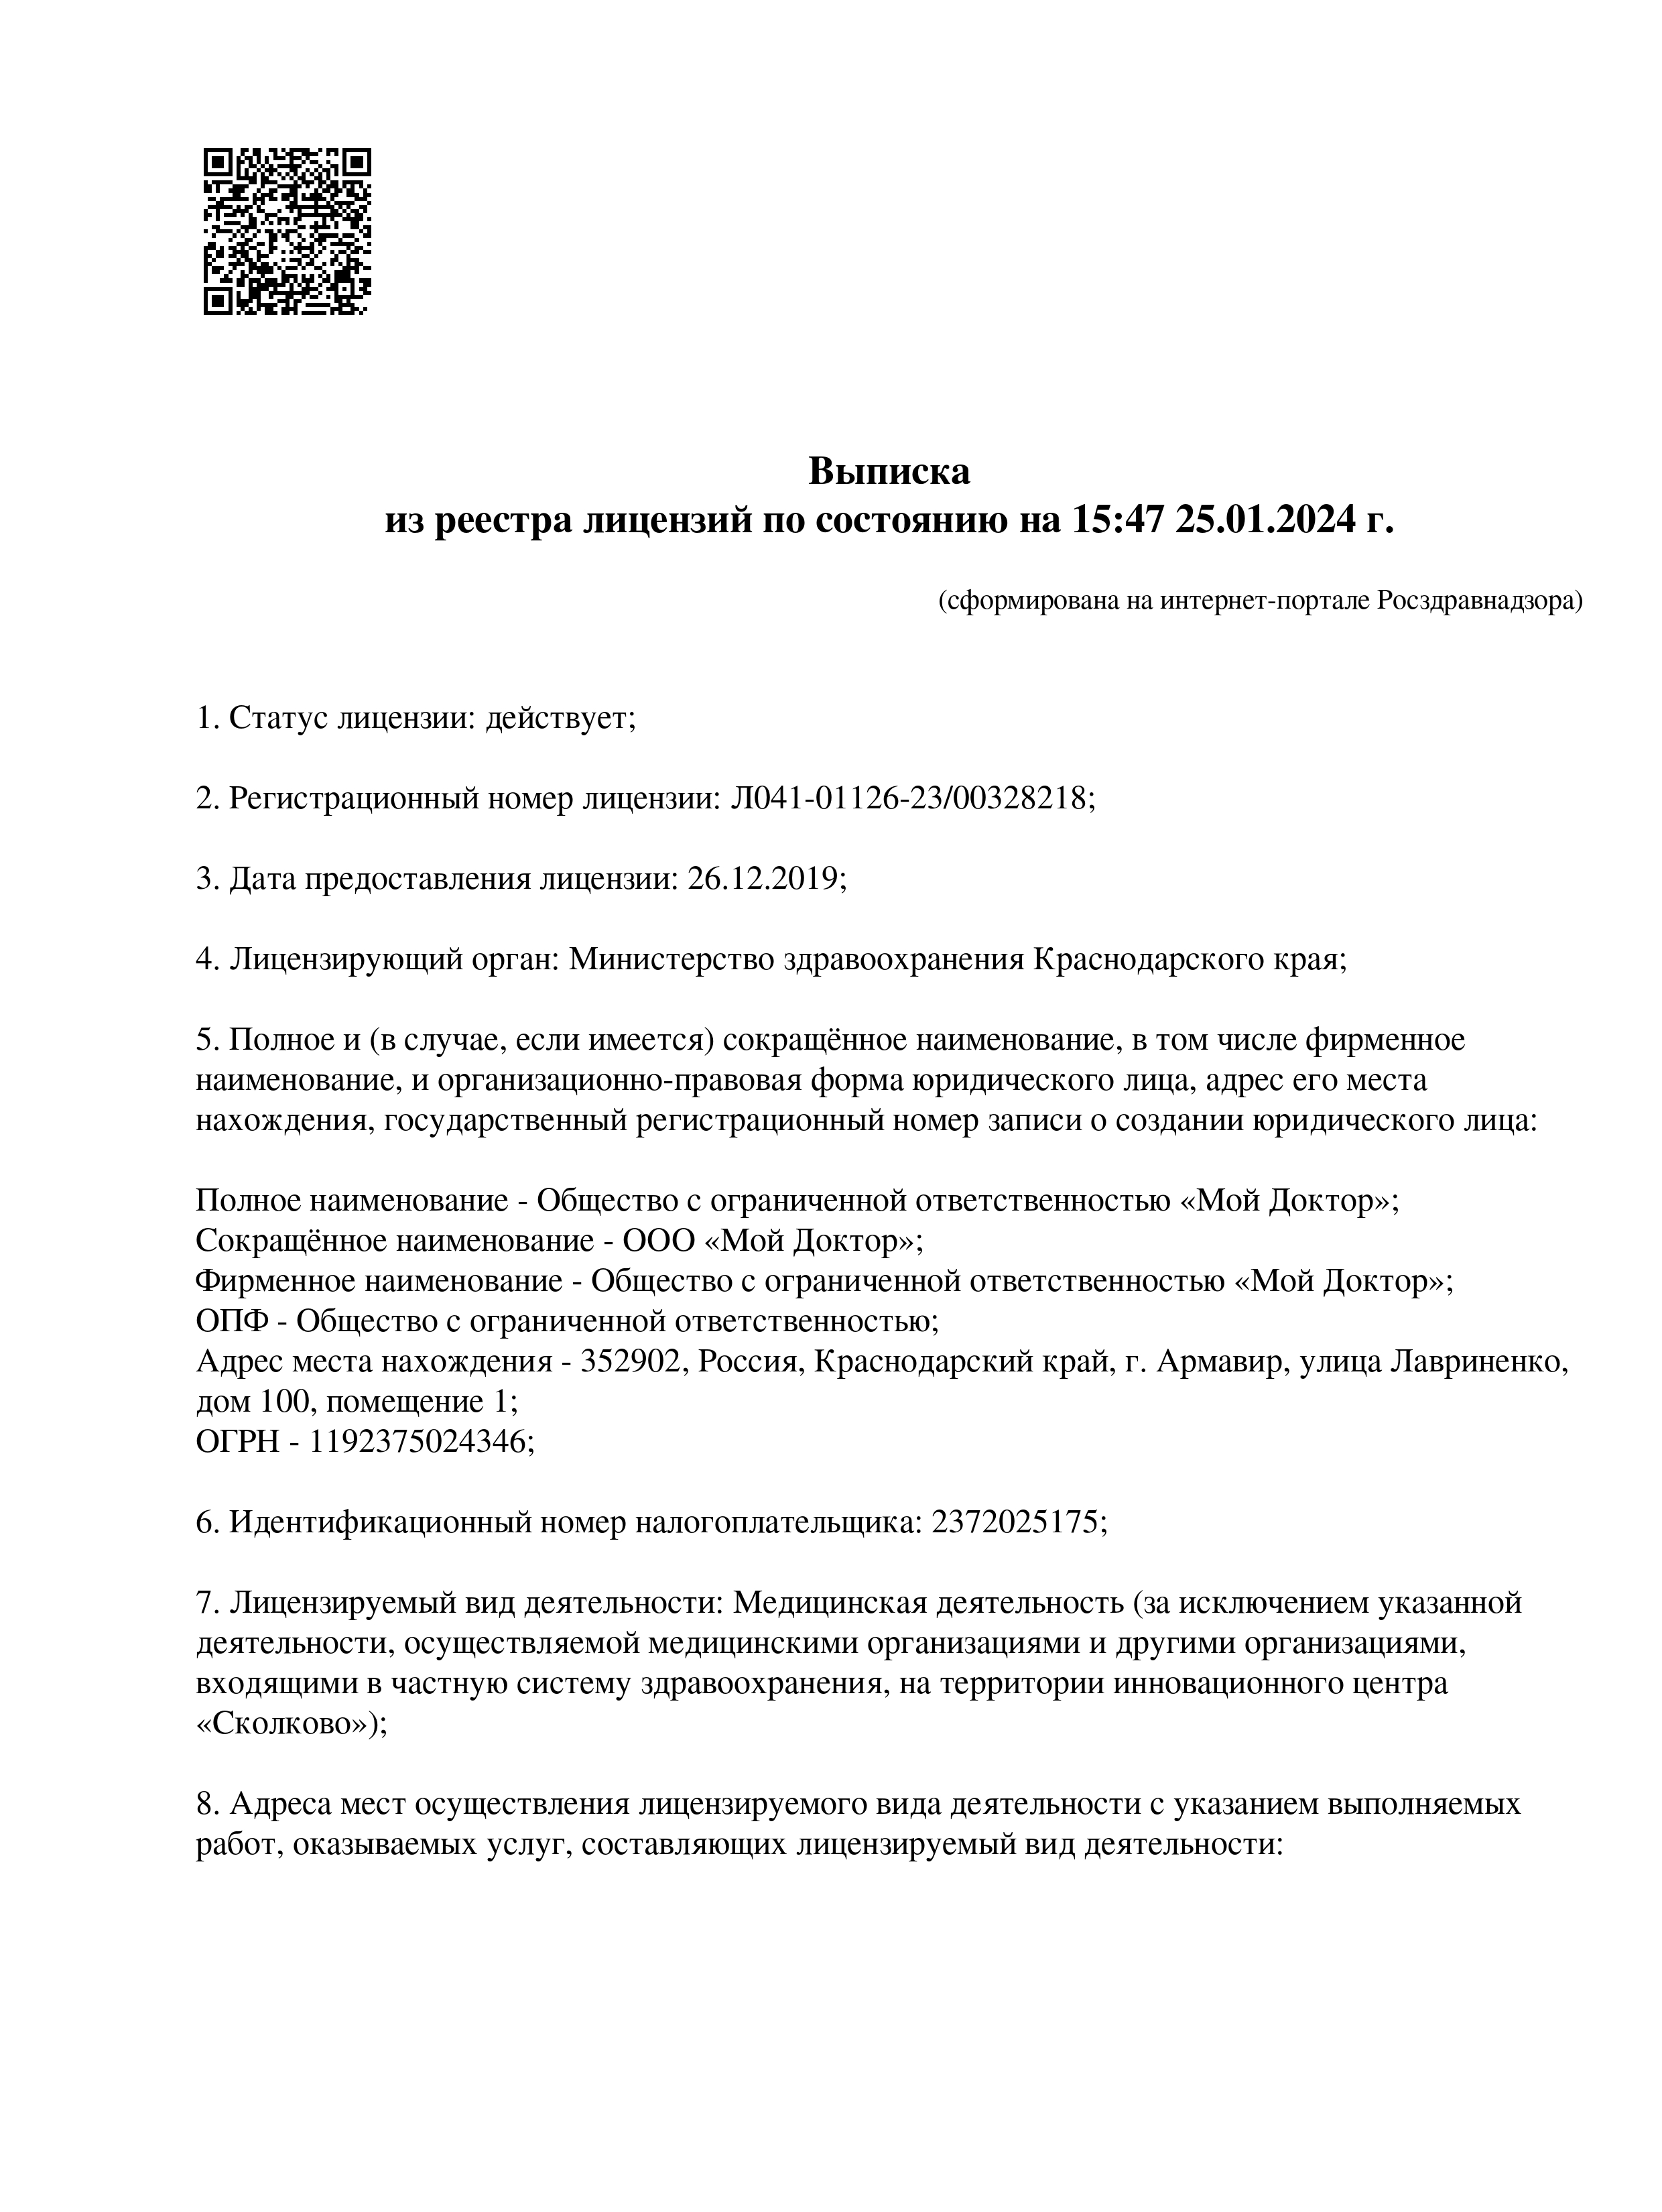 Выписка
из реестра лицензий по состоянию на 15:47 25.01.2024 г.
(сформирована на интернет-портале Росздравнадзора)
1. Статус лицензии: действует;
2. Регистрационный номер лицензии: Л041-01126-23/00328218;
3. Дата предоставления лицензии: 26.12.2019;
4. Лицензирующий орган: Министерство здравоохранения Краснодарского края;
5. Полное и (в случае, если имеется) сокращённое наименование, в том числе фирменное
наименование, и организационно-правовая форма юридического лица, адрес его места
нахождения, государственный регистрационный номер записи о создании юридического лица:
Полное наименование - Общество с ограниченной ответственностью «Мой Доктор»;
Сокращённое наименование - ООО «Мой Доктор»;
Фирменное наименование - Общество с ограниченной ответственностью «Мой Доктор»;
ОПФ - Общество с ограниченной ответственностью;
Адрес места нахождения - 352902, Россия, Краснодарский край, г. Армавир, улица Лавриненко,
дом 100, помещение 1;
ОГРН - 1192375024346;
6. Идентификационный номер налогоплательщика: 2372025175;
7. Лицензируемый вид деятельности: Медицинская деятельность (за исключением указанной
деятельности, осуществляемой медицинскими организациями и другими организациями,
входящими в частную систему здравоохранения, на территории инновационного центра
«Сколково»);
8. Адреса мест осуществления лицензируемого вида деятельности с указанием выполняемых
работ, оказываемых услуг, составляющих лицензируемый вид деятельности: